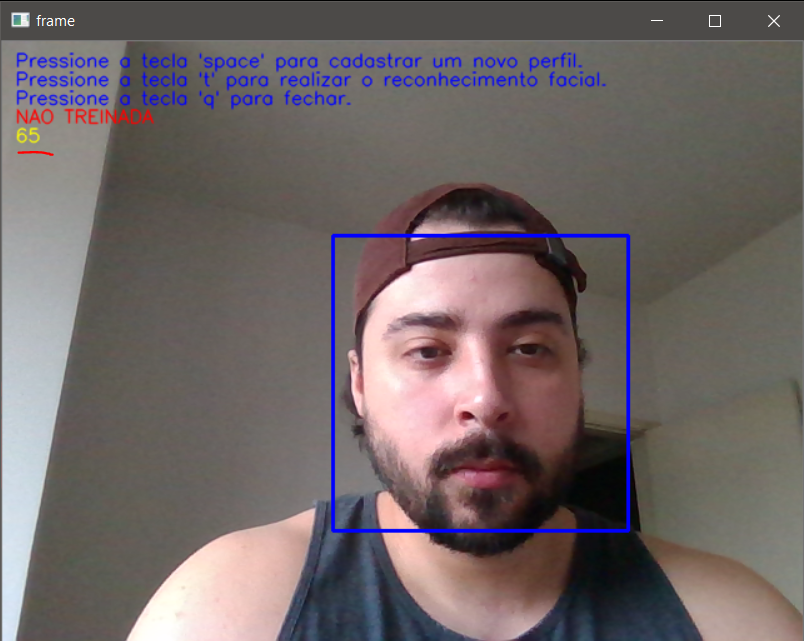 frame
Pressione a tecla 'space' para cadastrar um novo perfil.
Pressione a tecla 't' para realizar o reconhecimento facial.
Pressione a tecla 'q' para fechar.
NAO TREINADA
65